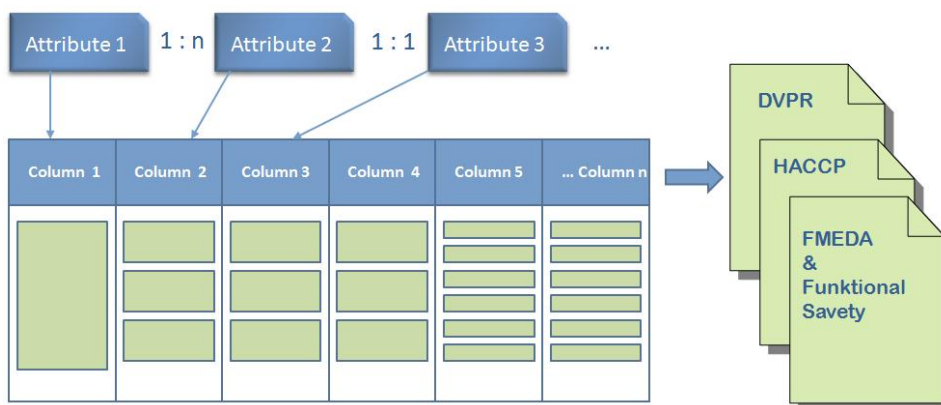 Attribute 1
1 : n
Attribute 2
1 : 1
Attribute 3
...
Column 1
Column 2
Column 3
Column 4
Column 5
... Column n
DVPR
HACCP
FMEDA
&
Funktional
Savety